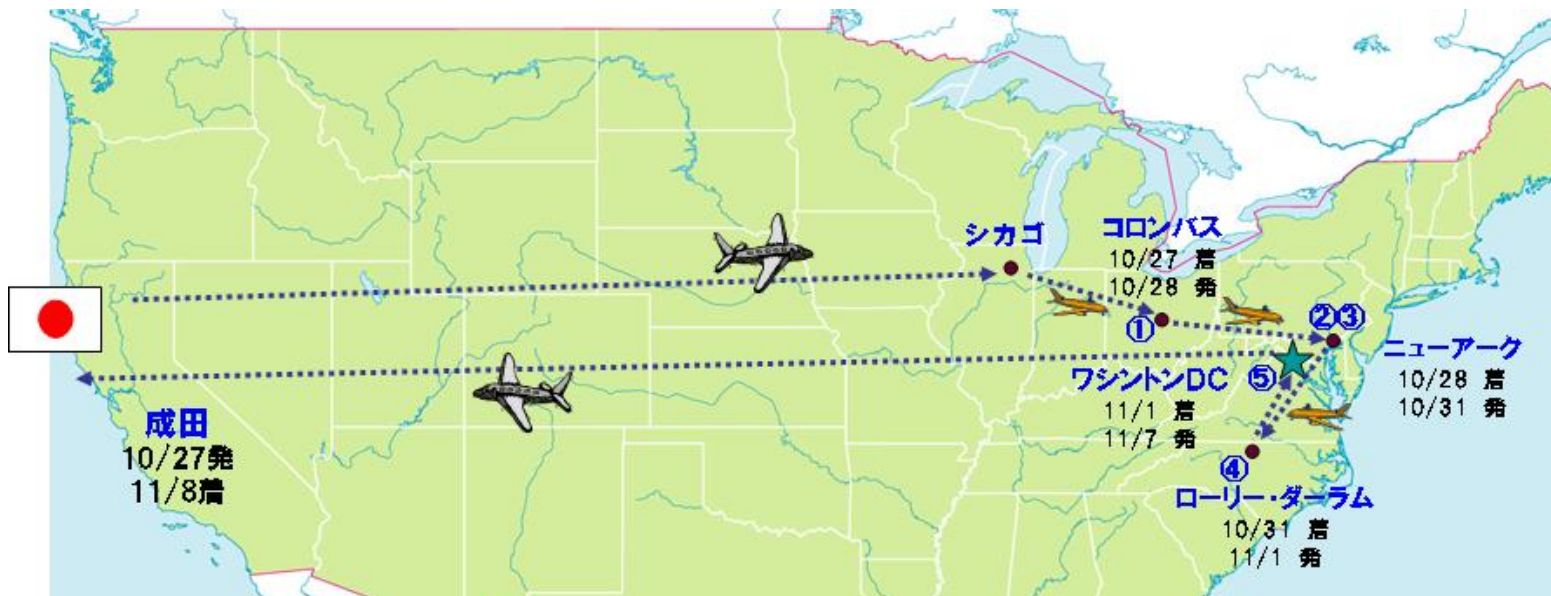 シカゴ
コロンバス
10/27 着
10/28 発
①
②③
ニューアーク
10/28 着
10/31 発
ワシントンDC
⑤
11/1 着
11/7 発
成田
10/27発
11/8着
④
ローリー・ダーラム
10/31 着
11/1 発